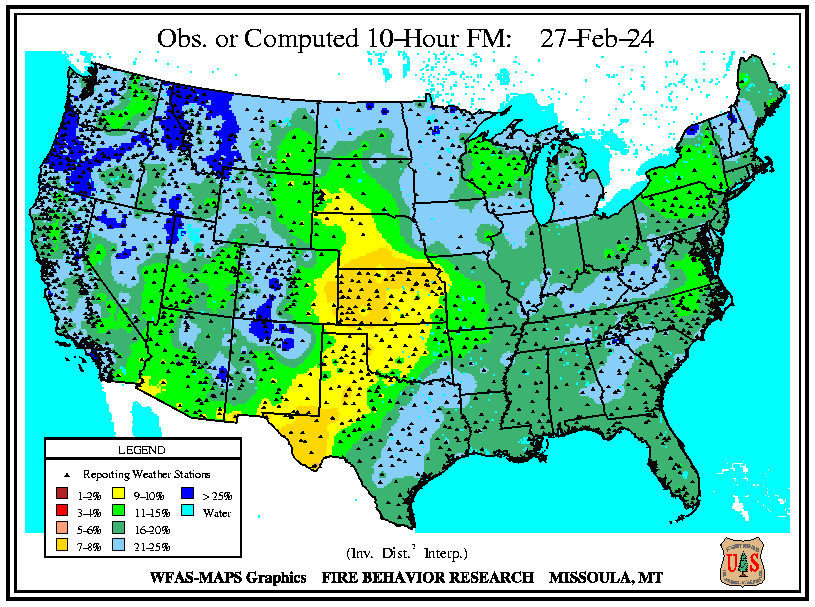 Obs. or Computed 10-Hour FM: 27-Feb-24
LEGEND
Reporting Weather Stations
1-2% 9-10% > 25%
3-4% 11-15% Water
5-6% 16-20%
7-8% 21-25%
(Inv. Dist.² Interp.)
WFAS-MAPS Graphics FIRE BEHAVIOR RESEARCH MISSOULA, MT
U S